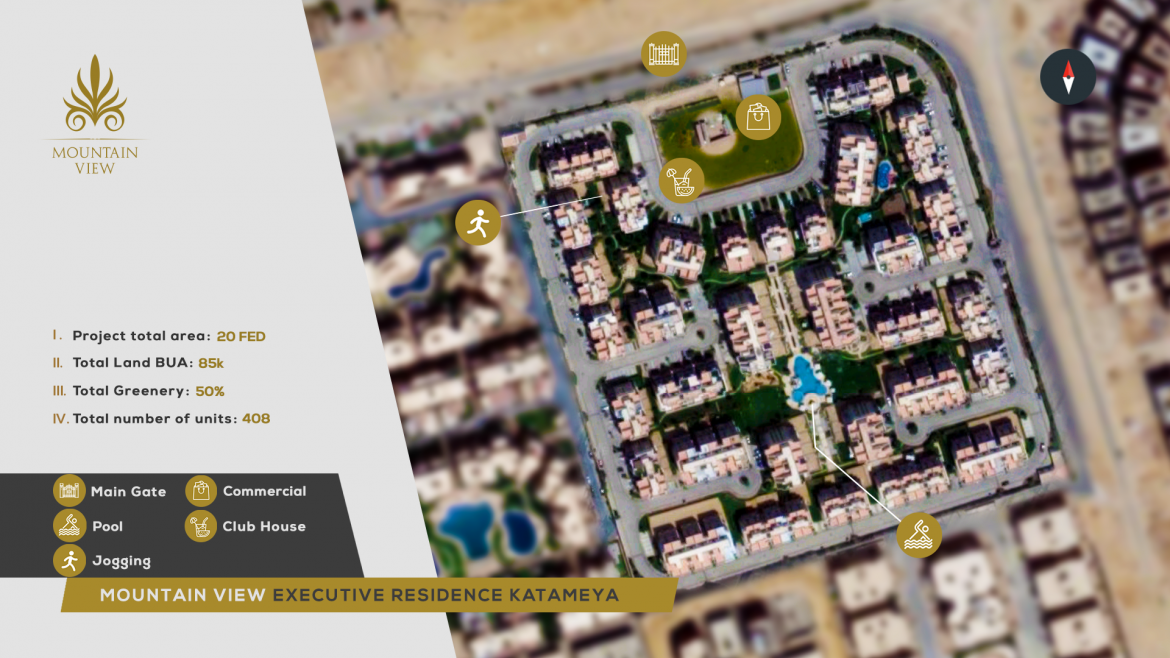 MOUNTAIN
VIEW
I. Project total area: 20 FED
II. Total Land BUA: 85k
III. Total Greenery: 50%
IV. Total number of units: 408
Main Gate
Commercial
Pool
Club House
Jogging
MOUNTAIN VIEW EXECUTIVE RESIDENCE KATAMEYA